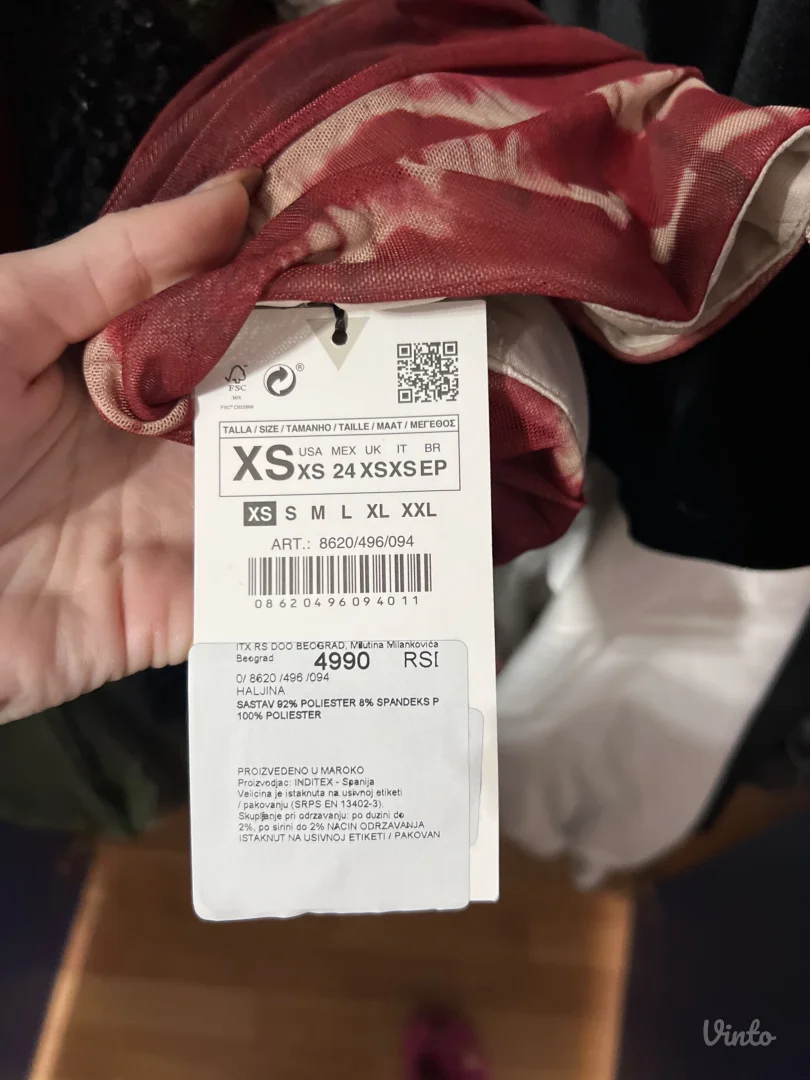 FSC
MIX
®
TALLA / SIZE / TAMANHO / TAILLE / MAAT / ΜΕΓΕΘΟΣ
XS USA MEX UK IT BR
XS 24 XS XS EP
XS S M L XL XXL
ART.: 8620/496/094
08620496094011
ITX RS DOO BEOGRAD, Milutina Milankovića
Beograd 4990 RSD
0/ 8620 /496 /094
HALJINA
SASTAV 92% POLIESTER 8% SPANDEKS P
100% POLIESTER
PROIZVEDENO U MAROKO
Proizvodjac: INDITEX - Spanija
Velicina je istaknuta na usivnoj etiketi
/ pakovanju (SRPS EN 13402-3).
Skupljanje pri odrzavanju: po duzini do
2%, po sirini do 2% NACIN ODRZAVANJA
ISTAKNUT NA USIVNOJ ETIKETI / PAKOVAN
Vinto